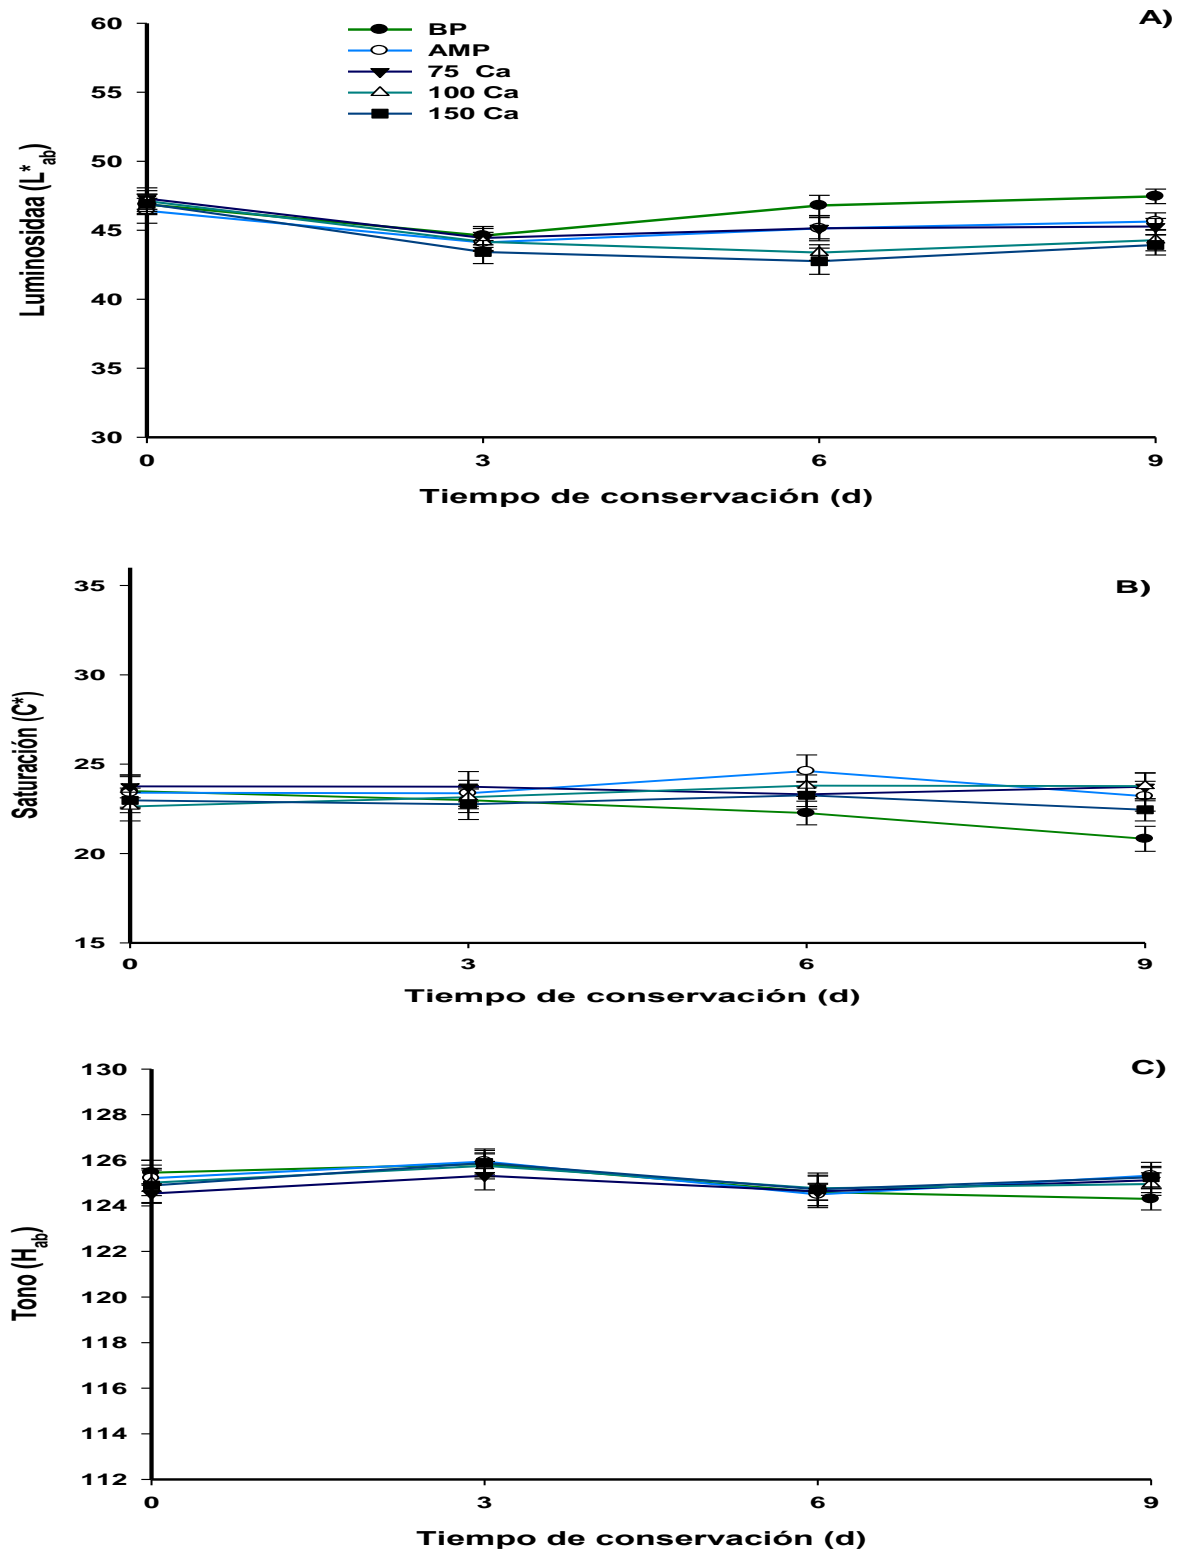 A)
60
55
50
45
40
35
30
BP
AMP
75 Ca
100 Ca
150 Ca
Luminosidaa (L*ab)
0 3 6 9
Tiempo de conservación (d)
B)
35
30
25
20
15
Saturación (C*)
0 3 6 9
Tiempo de conservación (d)
C)
130
128
126
124
122
120
118
116
114
112
Tono (Hab)
0 3 6 9
Tiempo de conservación (d)